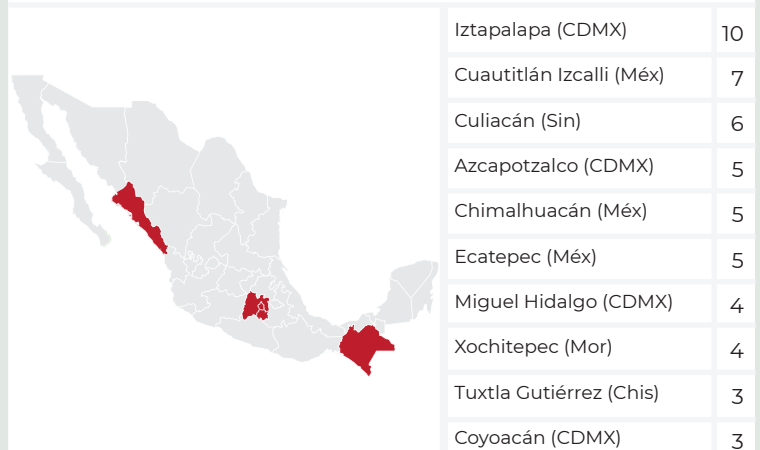 Iztapalapa (CDMX) 10
Cuautitlán Izcalli (Méx) 7
Culiacán (Sin) 6
Azcapotzalco (CDMX) 5
Chimalhuacán (Méx) 5
Ecatepec (Méx) 5
Miguel Hidalgo (CDMX) 4
Xochitepec (Mor) 4
Tuxtla Gutiérrez (Chis) 3
Coyoacán (CDMX) 3